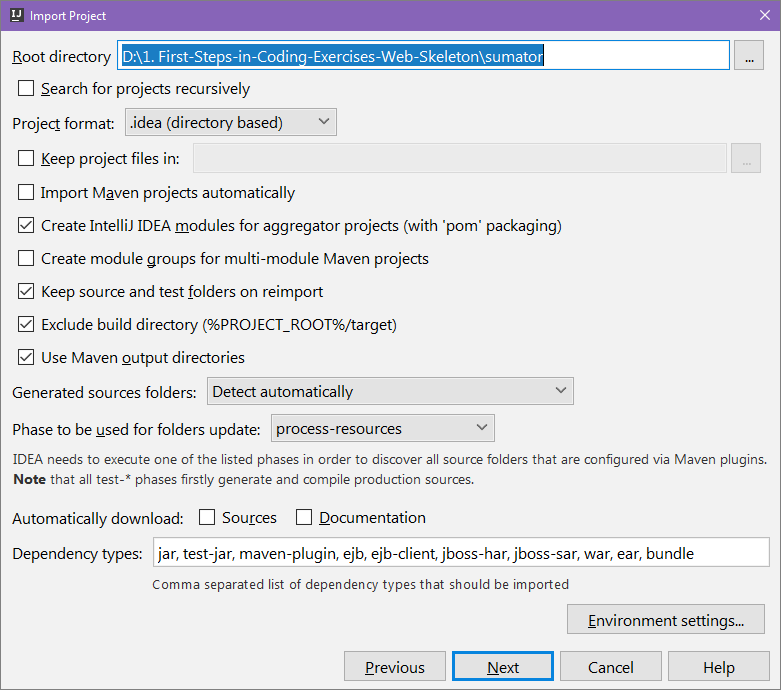 IJ Import Project
Root directory D:\1. First-Steps-in-Coding-Exercises-Web-Skeleton\sumator ...
Search for projects recursively
Project format: .idea (directory based)
Keep project files in: ...
Import Maven projects automatically
Create IntelliJ IDEA modules for aggregator projects (with 'pom' packaging)
Create module groups for multi-module Maven projects
Keep source and test folders on reimport
Exclude build directory (%PROJECT_ROOT%/target)
Use Maven output directories
Generated sources folders: Detect automatically
Phase to be used for folders update: process-resources
IDEA needs to execute one of the listed phases in order to discover all source folders that are configured via Maven plugins.
Note that all test-* phases firstly generate and compile production sources.
Automatically download: Sources Documentation
Dependency types: jar, test-jar, maven-plugin, ejb, ejb-client, jboss-har, jboss-sar, war, ear, bundle
Comma separated list of dependency types that should be imported
Environment settings...
Previous Next Cancel Help